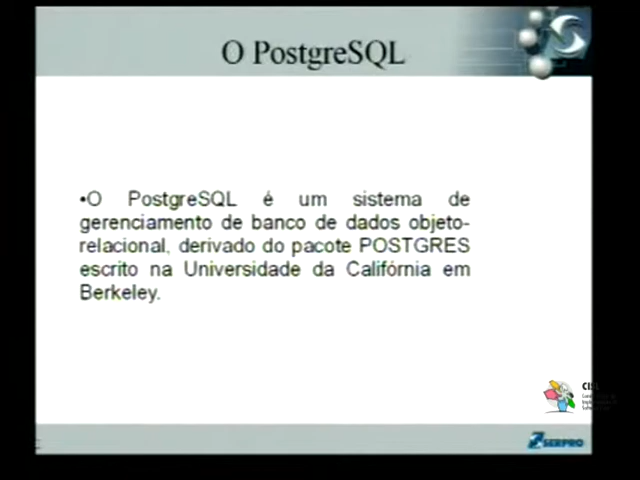 O PostgreSQL
•O PostgreSQL é um sistema de
gerenciamento de banco de dados objeto-
relacional, derivado do pacote POSTGRES
escrito na Universidade da Califórnia em
Berkeley.
SERPRO